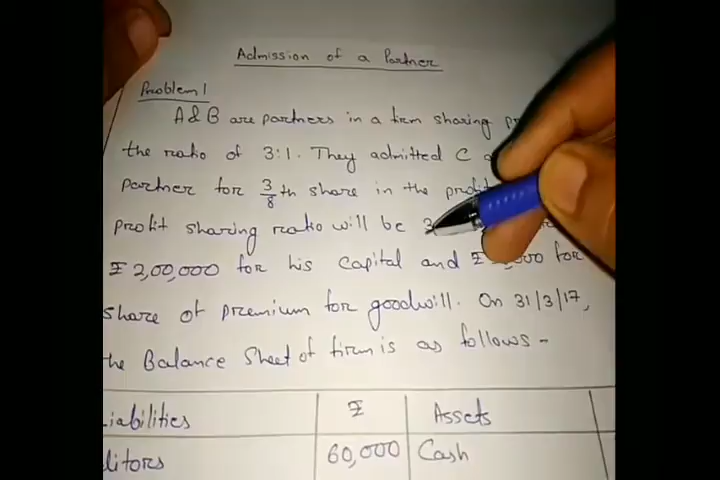 Admission of a Partner
Problem 1
A & B are partners in a firm sharing
the ratio of 3:1. They admitted C
partner for 3/8 th share in the
profit sharing ratio will be
₹ 2,00,000 for his capital and ₹ for
share of premium for goodwill. On 31/3/17,
the Balance Sheet of firm is as follows -
Liabilities ₹ Assets
ditors 60,000 Cash